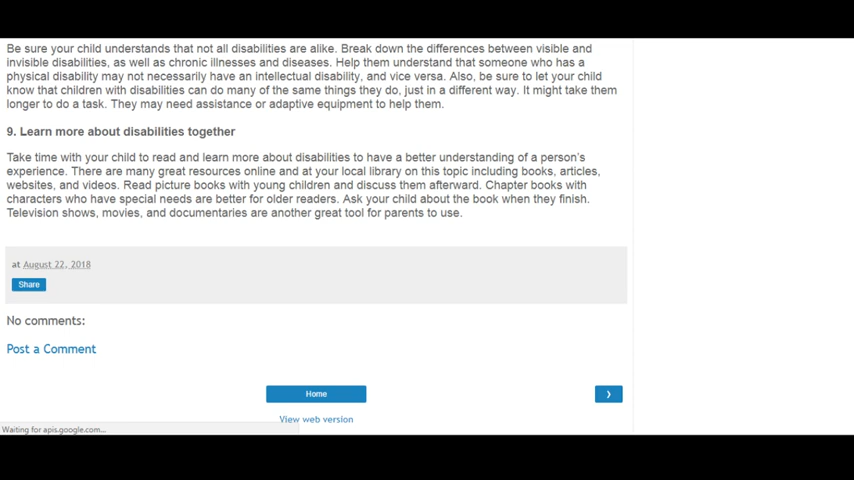 Be sure your child understands that not all disabilities are alike. Break down the differences between visible and
invisible disabilities, as well as chronic illnesses and diseases. Help them understand that someone who has a
physical disability may not necessarily have an intellectual disability, and vice versa. Also, be sure to let your child
know that children with disabilities can do many of the same things they do, just in a different way. It might take them
longer to do a task. They may need assistance or adaptive equipment to help them.
9. Learn more about disabilities together
Take time with your child to read and learn more about disabilities to have a better understanding of a person's
experience. There are many great resources online and at your local library on this topic including books, articles,
websites, and videos. Read picture books with young children and discuss them afterward. Chapter books with
characters who have special needs are better for older readers. Ask your child about the book when they finish.
Television shows, movies, and documentaries are another great tool for parents to use.
at August 22, 2018
Share
No comments:
Post a Comment
Home ›
View web version
Waiting for apis.google.com...